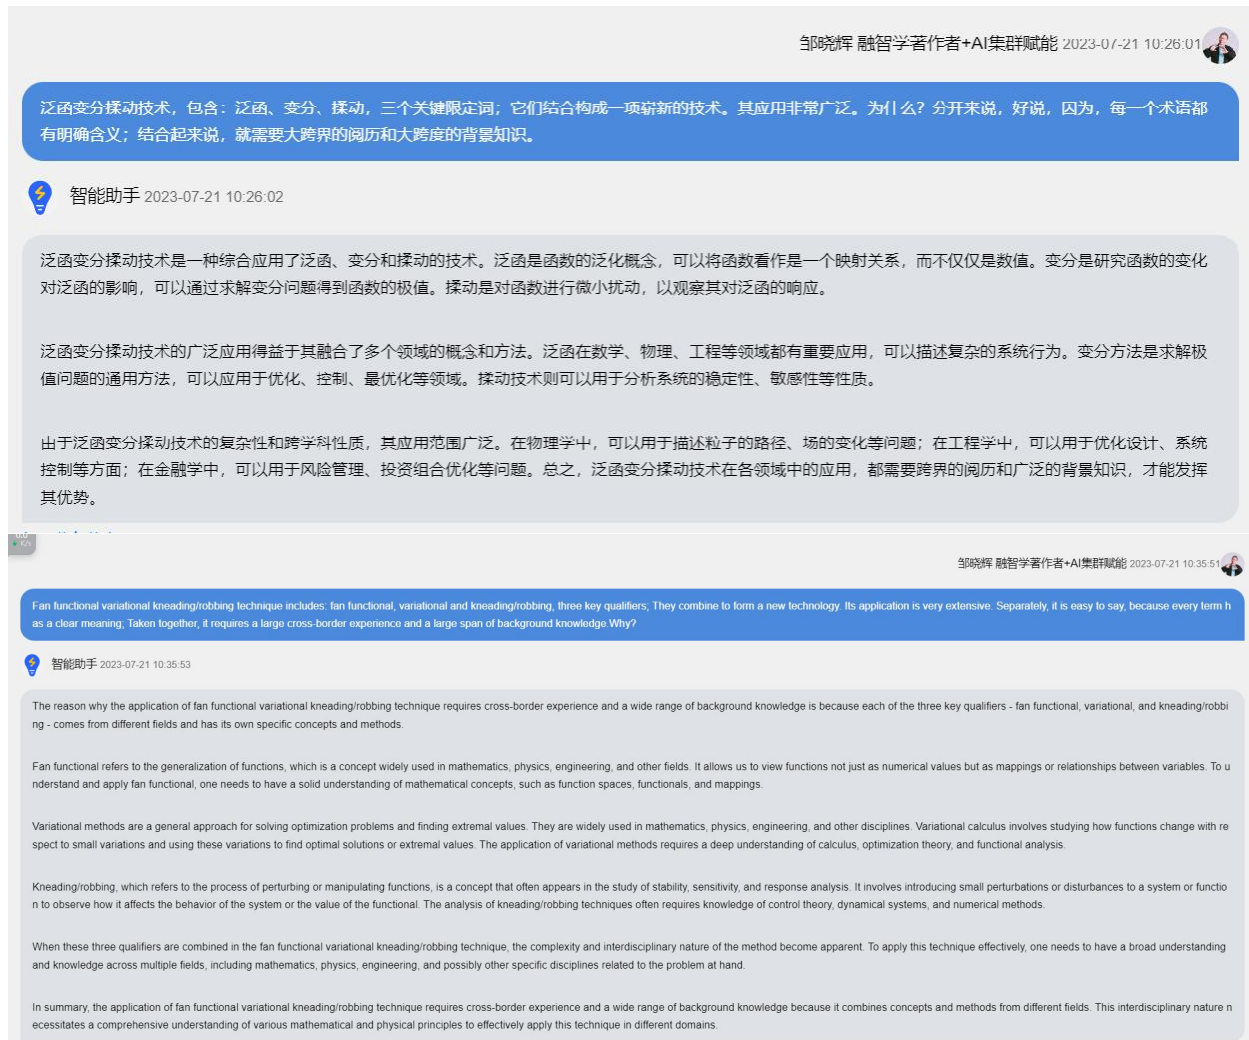 邹晓辉 融智学著作者+AI集群赋能 2023-07-21 10:26:01
泛函变分揉动技术，包含：泛函、变分、揉动，三个关键限定词；它们结合构成一项崭新的技术。其应用非常广泛。为什么？分开来说，好说，因为，每一个术语都
有明确含义；结合起来说，就需要大跨界的阅历和大跨度的背景知识。
智能助手 2023-07-21 10:26:02
泛函变分揉动技术是一种综合应用了泛函、变分和揉动的技术。泛函是函数的泛化概念，可以将函数看作是一个映射关系，而不仅仅是数值。变分是研究函数的变化
对泛函的影响，可以通过求解变分问题得到函数的极值。揉动是对函数进行微小扰动，以观察其对泛函的响应。
泛函变分揉动技术的广泛应用得益于其融合了多个领域的概念和方法。泛函在数学、物理、工程等领域都有重要应用，可以描述复杂的系统行为。变分方法是求解极
值问题的通用方法，可以应用于优化、控制、最优化等领域。揉动技术则可以用于分析系统的稳定性、敏感性等性质。
由于泛函变分揉动技术的复杂性和跨学科性质，其应用范围广泛。在物理学中，可以用于描述粒子的路径、场的变化等问题；在工程学中，可以用于优化设计、系统
控制等方面；在金融学中，可以用于风险管理、投资组合优化等问题。总之，泛函变分揉动技术在各领域中的应用，都需要跨界的阅历和广泛的背景知识，才能发挥
其优势。
K/s
邹晓辉 融智学著作者+AI集群赋能 2023-07-21 10:35:51
Fan functional variational kneading/robbing technique includes: fan functional, variational and kneading/robbing, three key qualifiers; They combine to form a new technology. Its application is very extensive. Separately, it is easy to say, because every term h
as a clear meaning; Taken together, it requires a large cross-border experience and a large span of background knowledge.Why?
智能助手 2023-07-21 10:35:53
The reason why the application of fan functional variational kneading/robbing technique requires cross-border experience and a wide range of background knowledge is because each of the three key qualifiers - fan functional, variational, and kneading/robbi
ng - comes from different fields and has its own specific concepts and methods.
Fan functional refers to the generalization of functions, which is a concept widely used in mathematics, physics, engineering, and other fields. It allows us to view functions not just as numerical values but as mappings or relationships between variables. To u
nderstand and apply fan functional, one needs to have a solid understanding of mathematical concepts, such as function spaces, functionals, and mappings.
Variational methods are a general approach for solving optimization problems and finding extremal values. They are widely used in mathematics, physics, engineering, and other disciplines. Variational calculus involves studying how functions change with re
spect to small variations and using these variations to find optimal solutions or extremal values. The application of variational methods requires a deep understanding of calculus, optimization theory, and functional analysis.
Kneading/robbing, which refers to the process of perturbing or manipulating functions, is a concept that often appears in the study of stability, sensitivity, and response analysis. It involves introducing small perturbations or disturbances to a system or functio
n to observe how it affects the behavior of the system or the value of the functional. The analysis of kneading/robbing techniques often requires knowledge of control theory, dynamical systems, and numerical methods.
When these three qualifiers are combined in the fan functional variational kneading/robbing technique, the complexity and interdisciplinary nature of the method become apparent. To apply this technique effectively, one needs to have a broad understanding
and knowledge across multiple fields, including mathematics, physics, engineering, and possibly other specific disciplines related to the problem at hand.
In summary, the application of fan functional variational kneading/robbing technique requires cross-border experience and a wide range of background knowledge because it combines concepts and methods from different fields. This interdisciplinary nature n
ecessitates a comprehensive understanding of various mathematical and physical principles to effectively apply this technique in different domains.